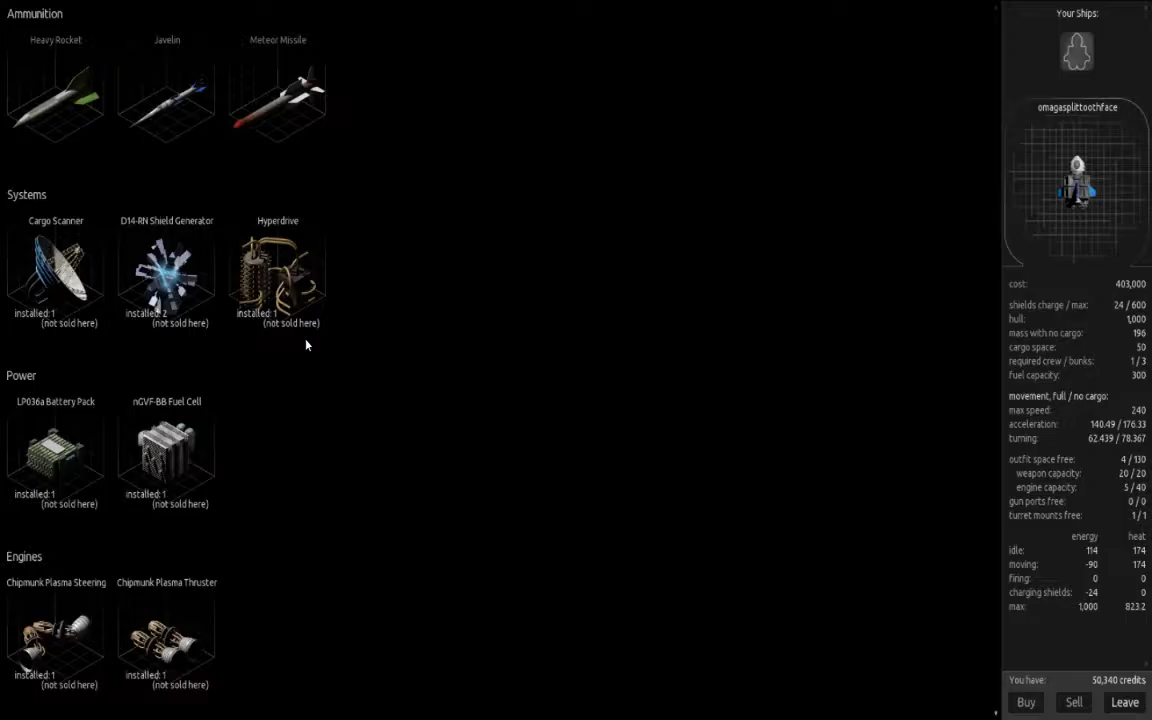 Ammunition
Heavy Rocket
Javelin
Meteor Missile
Systems
Cargo Scanner
D14-RN Shield Generator
Hyperdrive
installed: 1
(not sold here)
installed: 2
(not sold here)
installed: 1
(not sold here)
Power
LP036a Battery Pack
nGVF-BB Fuel Cell
installed: 1
(not sold here)
installed: 1
(not sold here)
Engines
Chipmunk Plasma Steering
Chipmunk Plasma Thruster
installed: 1
(not sold here)
installed: 1
(not sold here)
Your Ships:
omagasplittoothface
cost: 403,000
shields charge / max: 24 / 600
hull: 1,000
mass with no cargo: 196
cargo space: 50
required crew / bunks: 1 / 3
fuel capacity: 300
movement, full / no cargo:
max speed: 240
acceleration: 140.49 / 176.33
turning: 62.439 / 78.367
outfit space free: 4 / 130
weapon capacity: 20 / 20
engine capacity: 5 / 40
gun ports free: 0 / 0
turret mounts free: 1 / 1
energy heat
idle: 114 174
moving: -90 174
firing: 0 0
charging shields: -24 0
max: 1,000 823.2
You have: 50,340 credits
Buy Sell Leave